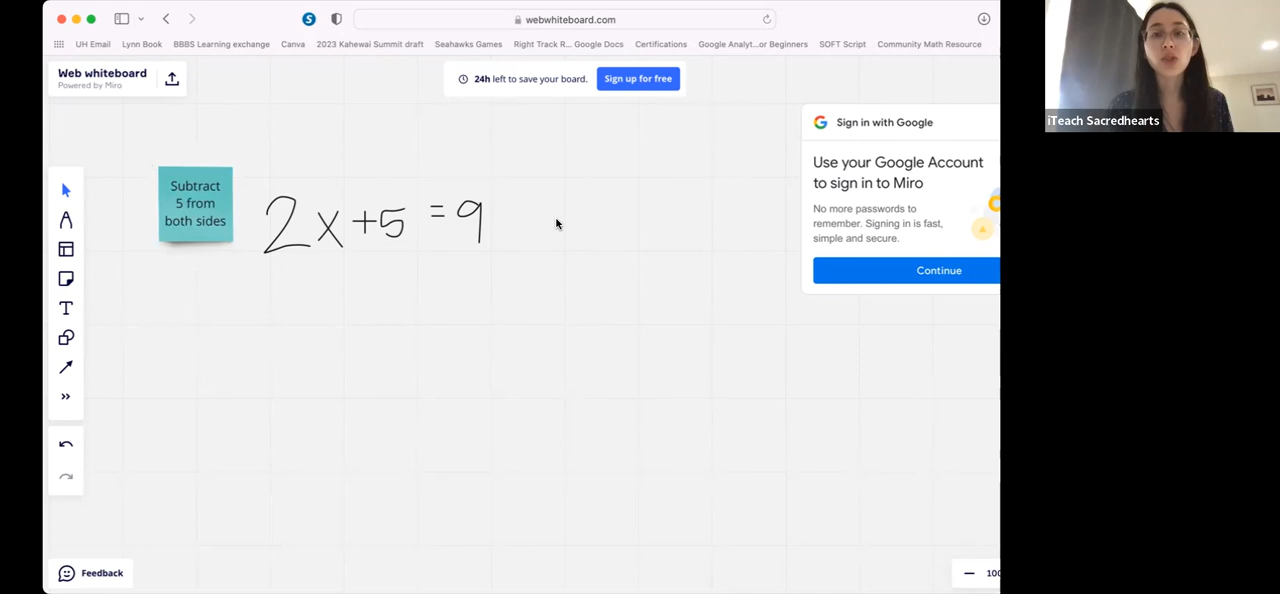 webwhiteboard.com
UH Email Lynn Book BBBS Learning exchange Canva 2023 Kahewai Summit draft Seahawks Games Right Track R... Google Docs Certifications Google Analyt...or Beginners SOFT Script Community Math Resource
Web whiteboard
Powered by Miro
24h left to save your board.
Sign up for free
iTeach Sacredhearts
Sign in with Google
Use your Google Account
to sign in to Miro
No more passwords to
remember. Signing in is fast,
simple and secure.
Continue
Subtract
5 from
both sides
2x+5 = 9
Feedback
100